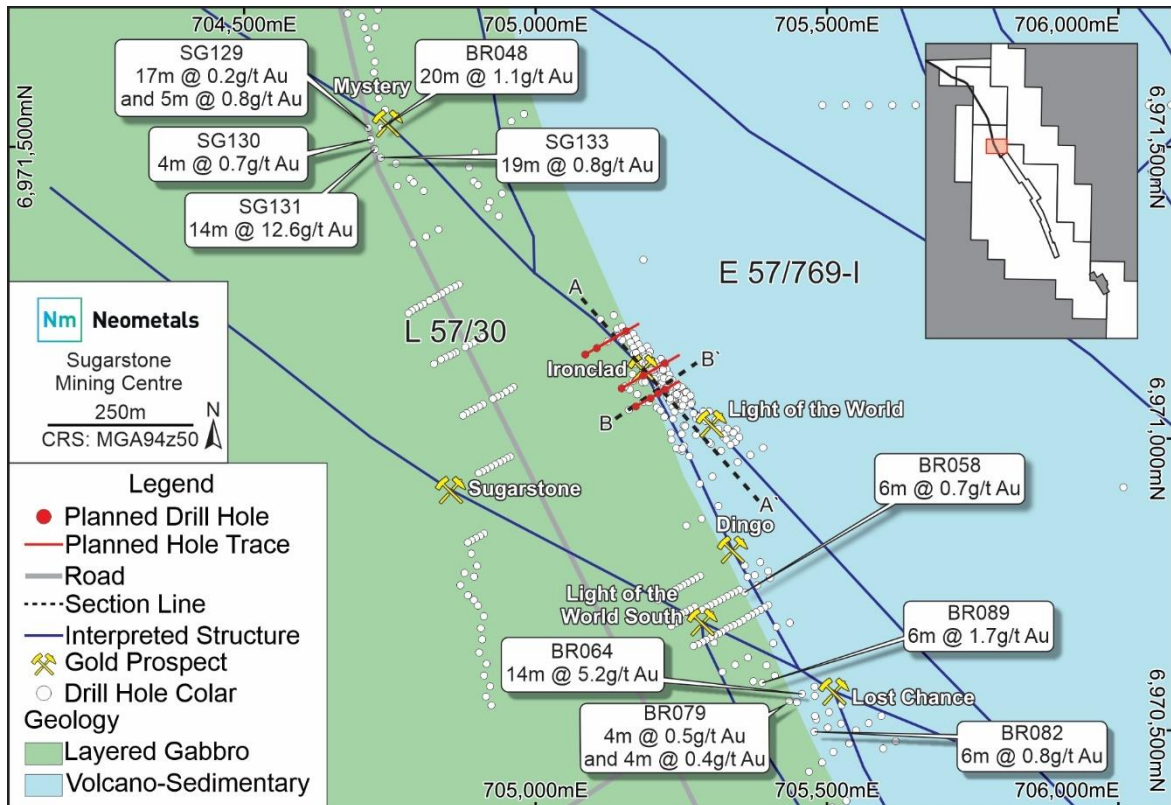 704,500mE
705,000mE
705,500mE
706,000mE
SG129
17m @ 0.2g/t Au
and 5m @ 0.8g/t Au
BR048
20m @ 1.1g/t Au
Mystery
6,971,500mN
6,971,500mN
SG130
4m @ 0.7g/t Au
SG133
19m @ 0.8g/t Au
SG131
14m @ 12.6g/t Au
E 57/769-I
L 57/30
A
B`
Ironclad
B
Light of the World
A`
6,971,000mN
Nm Neometals
Sugarstone
Mining Centre
250m
N
CRS: MGA94z50
Sugarstone
BR058
6m @ 0.7g/t Au
Dingo
Light of the
World South
BR089
6m @ 1.7g/t Au
BR064
14m @ 5.2g/t Au
Lost Chance
BR079
4m @ 0.5g/t Au
and 4m @ 0.4g/t Au
BR082
6m @ 0.8g/t Au
6,970,500mN
Legend
Planned Drill Hole
Planned Hole Trace
Road
Section Line
Interpreted Structure
Gold Prospect
Drill Hole Colar
Geology
Layered Gabbro
Volcano-Sedimentary
705,000mE
705,500mE
706,000mE